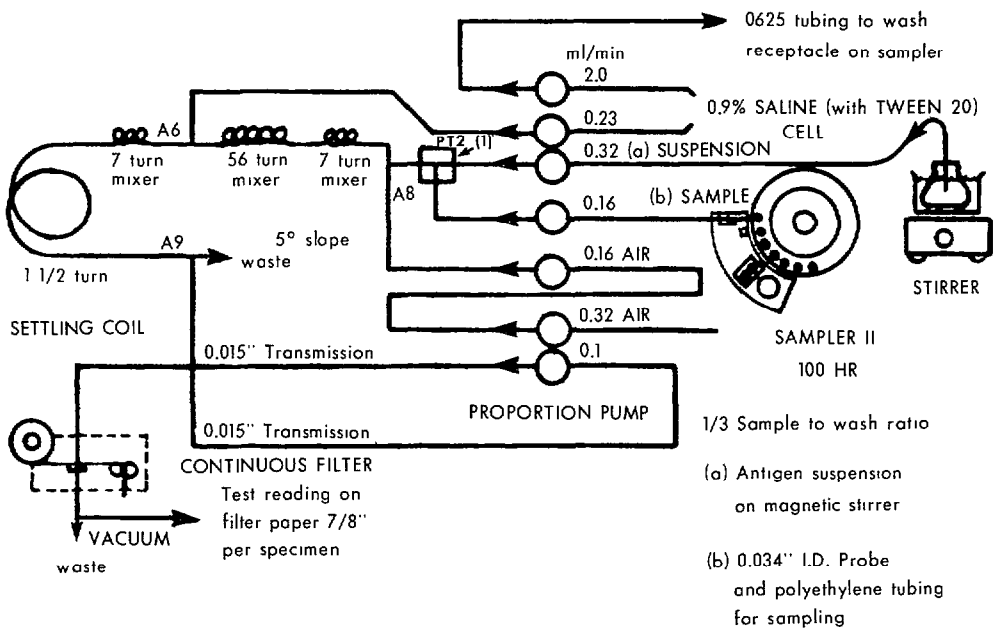 0625 tubing to wash
receptacle on sampler
ml/min
2.0
0.23
0.9% SALINE (with TWEEN 20)
CELL
0.32 (a) SUSPENSION
PT2 (1)
A6
7 turn
mixer
56 turn
mixer
7 turn
mixer
A8
0.16
(b) SAMPLE
A9
5° slope
waste
1 1/2 turn
0.16 AIR
STIRRER
SETTLING COIL
0.32 AIR
SAMPLER II
100 HR
0.015" Transmission
0.1
PROPORTION PUMP
0.015" Transmission
1/3 Sample to wash ratio
CONTINUOUS FILTER
Test reading on
filter paper 7/8"
per specimen
(a) Antigen suspension
on magnetic stirrer
VACUUM
waste
(b) 0.034" I.D. Probe
and polyethylene tubing
for sampling